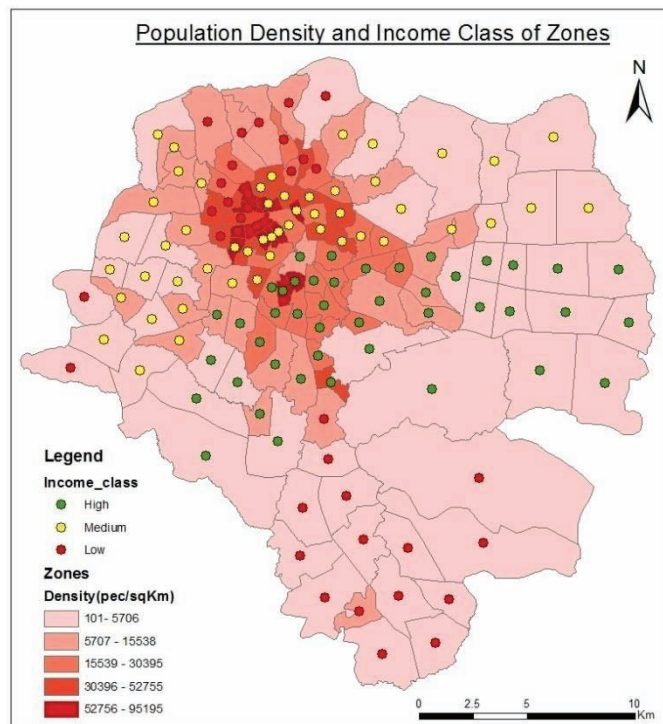 Population Density and Income Class of Zones
N
Legend
Income_class
High
Medium
Low
Zones
Density(pec/sqKm)
101- 5706
5707 - 15538
15539 - 30395
30396 - 52755
52756 - 95195
0 2.5 5 10
Km